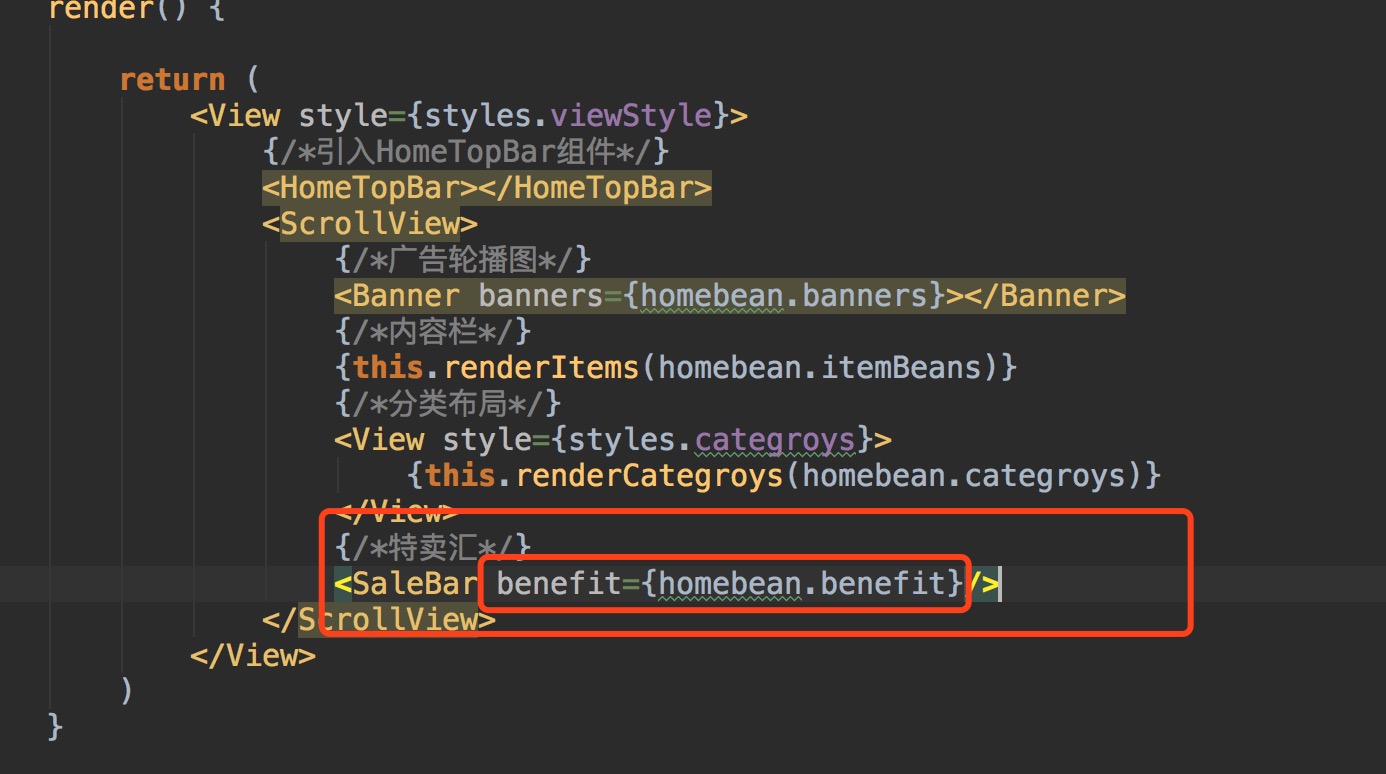 render() {
return (
<View style={styles.viewStyle}>
{/*引入HomeTopBar组件*/}
<HomeTopBar></HomeTopBar>
<ScrollView>
{/*广告轮播图*/}
<Banner banners={homebean.banners}></Banner>
{/*内容栏*/}
{this.renderItems(homebean.itemBeans)}
{/*分类布局*/}
<View style={styles.categroys}>
{this.renderCategroys(homebean.categroys)}
</View>
{/*特卖汇*/}
<SaleBar benefit={homebean.benefit}/>
</ScrollView>
</View>
)
}